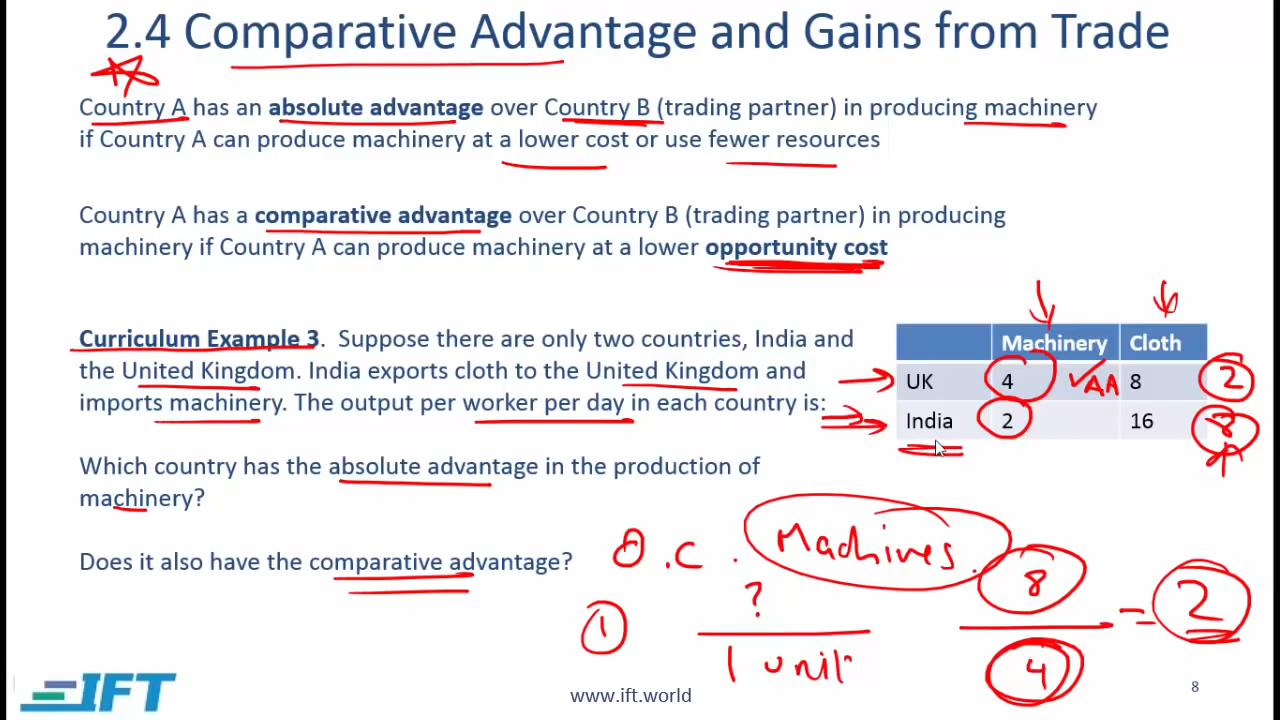 2.4 Comparative Advantage and Gains from Trade
Country A has an absolute advantage over Country B (trading partner) in producing machinery
if Country A can produce machinery at a lower cost or use fewer resources
Country A has a comparative advantage over Country B (trading partner) in producing
machinery if Country A can produce machinery at a lower opportunity cost
Curriculum Example 3. Suppose there are only two countries, India and
the United Kingdom. India exports cloth to the United Kingdom and
imports machinery. The output per worker per day in each country is:
Machinery Cloth
UK 4 ✓AA 8 2
India 2 16 8
Which country has the absolute advantage in the production of
machinery?
Does it also have the comparative advantage?
O.C. Machines.
1 ? 8 = 2
1 unit 4
IFT
www.ift.world
8